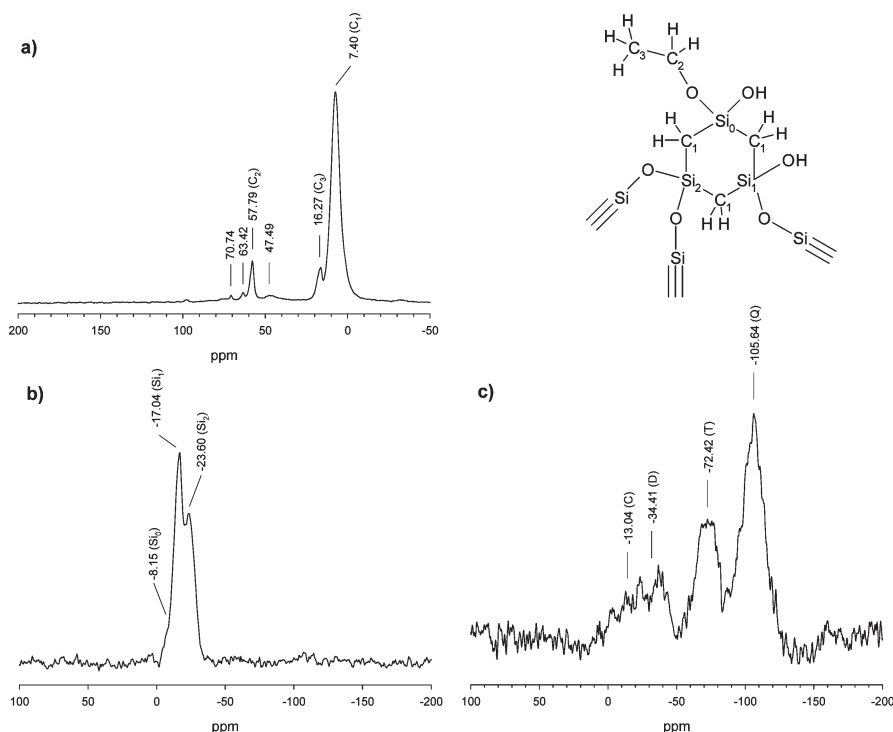 a)
7.40 (C1)
16.27 (C3)
47.49
57.79 (C2)
63.42
70.74
200 150 100 50 0 -50
ppm
H
H C3 H H
H C2
O OH
H Si0 H
H C1 C1 H
O Si2 Si1 OH
Si C1
O H H O
Si Si
b)
-17.04 (Si1)
-23.60 (Si2)
-8.15 (Si0)
100 50 0 -50 -100 -150 -200
ppm
c)
-105.64 (Q)
-72.42 (T)
-34.41 (D)
-13.04 (C)
100 50 0 -50 -100 -150 -200
ppm